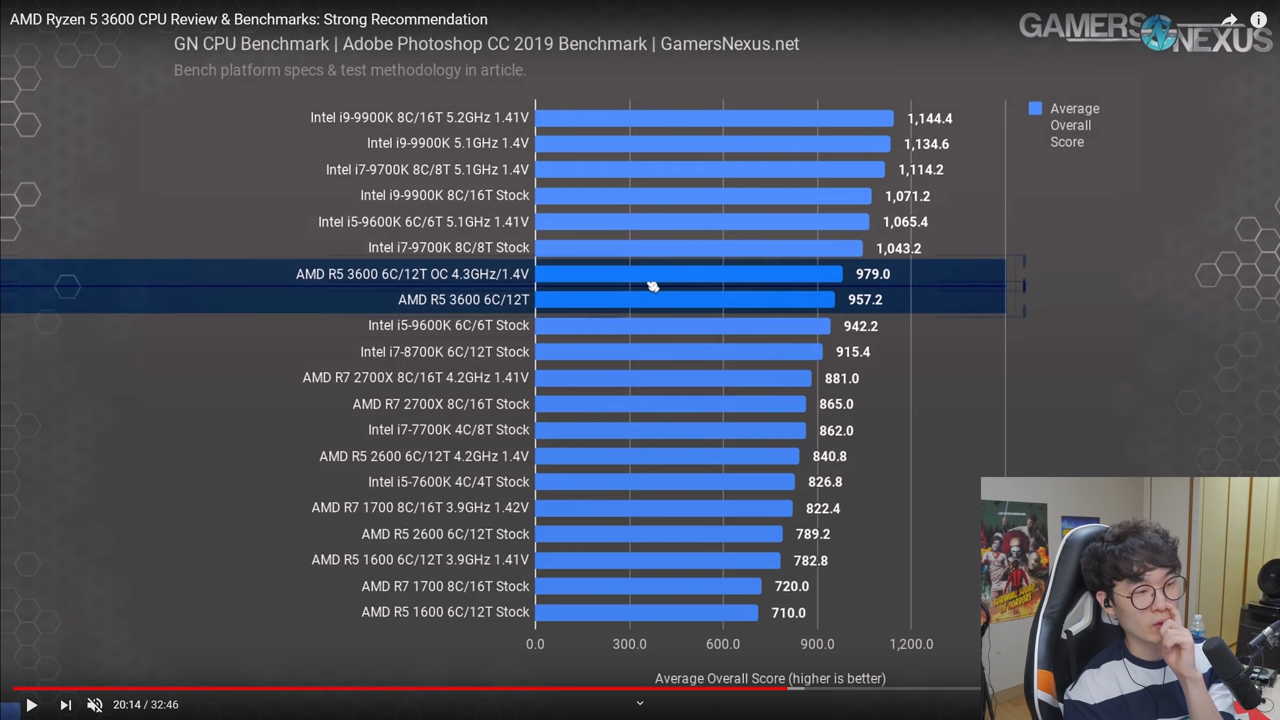 AMD Ryzen 5 3600 CPU Review & Benchmarks: Strong Recommendation
GAMERS NEXUS
GN CPU Benchmark | Adobe Photoshop CC 2019 Benchmark | GamersNexus.net
Bench platform specs & test methodology in article.
Average
Overall
Score
Intel i9-9900K 8C/16T 5.2GHz 1.41V 1,144.4
Intel i9-9900K 5.1GHz 1.4V 1,134.6
Intel i7-9700K 8C/8T 5.1GHz 1.4V 1,114.2
Intel i9-9900K 8C/16T Stock 1,071.2
Intel i5-9600K 6C/6T 5.1GHz 1.41V 1,065.4
Intel i7-9700K 8C/8T Stock 1,043.2
AMD R5 3600 6C/12T OC 4.3GHz/1.4V 979.0
AMD R5 3600 6C/12T 957.2
Intel i5-9600K 6C/6T Stock 942.2
Intel i7-8700K 6C/12T Stock 915.4
AMD R7 2700X 8C/16T 4.2GHz 1.41V 881.0
AMD R7 2700X 8C/16T Stock 865.0
Intel i7-7700K 4C/8T Stock 862.0
AMD R5 2600 6C/12T 4.2GHz 1.4V 840.8
Intel i5-7600K 4C/4T Stock 826.8
AMD R7 1700 8C/16T 3.9GHz 1.42V 822.4
AMD R5 2600 6C/12T Stock 789.2
AMD R5 1600 6C/12T 3.9GHz 1.41V 782.8
AMD R7 1700 8C/16T Stock 720.0
AMD R5 1600 6C/12T Stock 710.0
0.0 300.0 600.0 900.0 1,200.0
Average Overall Score (higher is better)
20:14 / 32:46